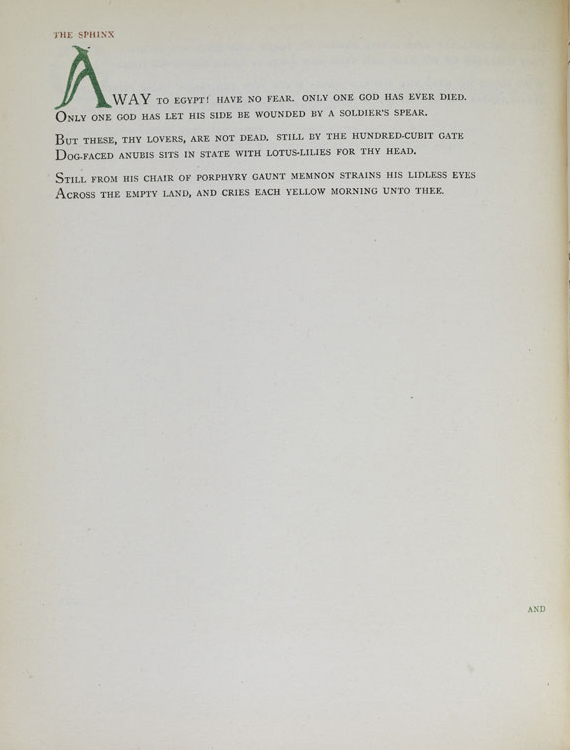 THE SPHINX
AWAY TO EGYPT! HAVE NO FEAR. ONLY ONE GOD HAS EVER DIED.
ONLY ONE GOD HAS LET HIS SIDE BE WOUNDED BY A SOLDIER'S SPEAR.
BUT THESE, THY LOVERS, ARE NOT DEAD. STILL BY THE HUNDRED-CUBIT GATE
DOG-FACED ANUBIS SITS IN STATE WITH LOTUS-LILIES FOR THY HEAD.
STILL FROM HIS CHAIR OF PORPHYRY GAUNT MEMNON STRAINS HIS LIDLESS EYES
ACROSS THE EMPTY LAND, AND CRIES EACH YELLOW MORNING UNTO THEE.
AND